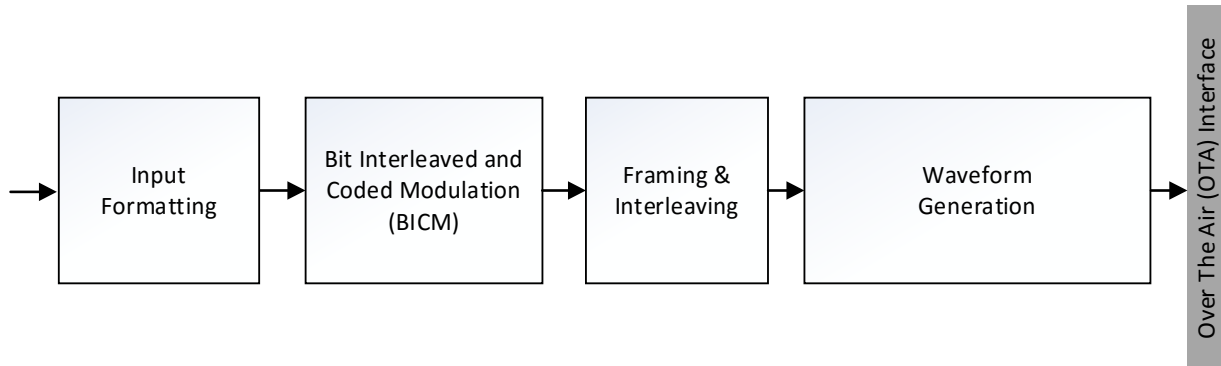 Input
Formatting
Bit Interleaved and
Coded Modulation
(BICM)
Framing &
Interleaving
Waveform
Generation
Over The Air (OTA) Interface